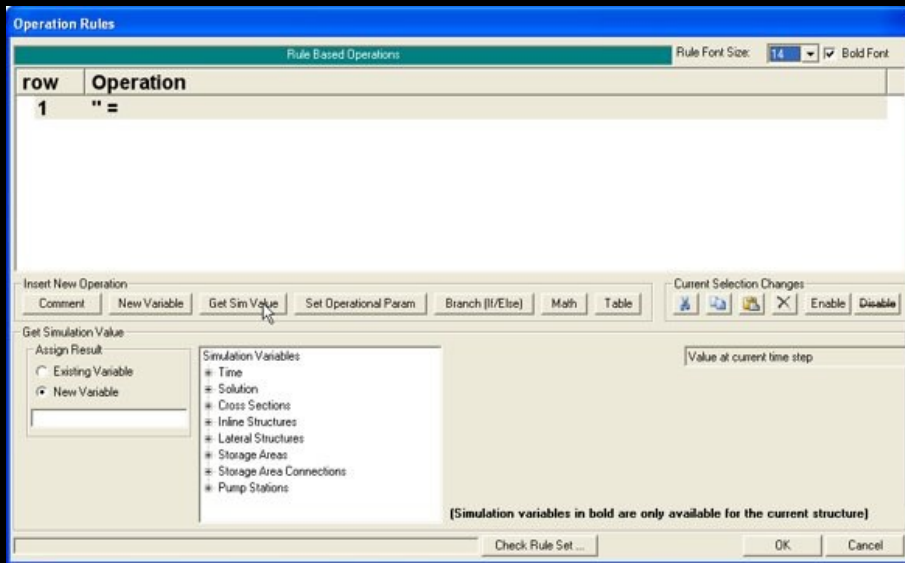 Operation Rules
Rule Based Operations Rule Font Size: 14 Bold Font
row Operation
1 '' =
Insert New Operation Current Selection Changes
Comment New Variable Get Sim Value Set Operational Param Branch (If/Else) Math Table Enable Disable
Get Simulation Value
Assign Result
Existing Variable
New Variable
Simulation Variables
Time
Solution
Cross Sections
Inline Structures
Lateral Structures
Storage Areas
Storage Area Connections
Pump Stations
Value at current time step
(Simulation variables in bold are only available for the current structure)
Check Rule Set ... OK Cancel